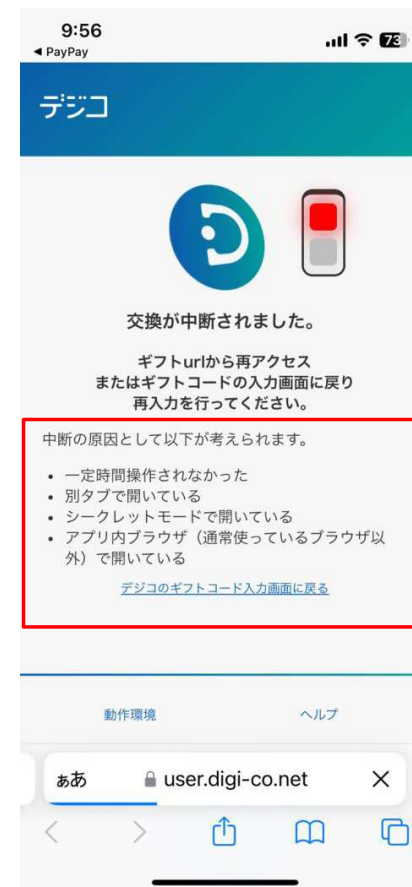 9:56
73
◀ PayPay
デジコ
交換が中断されました。
ギフトurlから再アクセス
またはギフトコードの入力画面に戻り
再入力を行ってください。
中断の原因として以下が考えられます。
• 一定時間操作されなかった
• 別タブで開いている
• シークレットモードで開いている
• アプリ内ブラウザ（通常使っているブラウザ以
外）で開いている
デジコのギフトコード入力画面に戻る
動作環境 ヘルプ
ぁあ user.digi-co.net